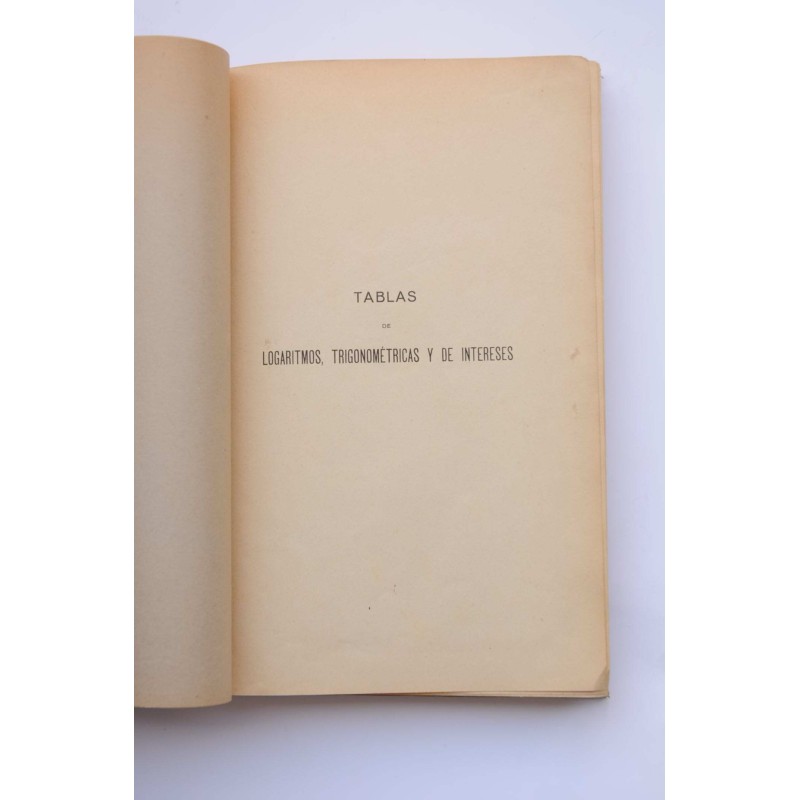 TABLAS
DE
LOGARITMOS, TRIGONOMÉTRICAS Y DE INTERESES